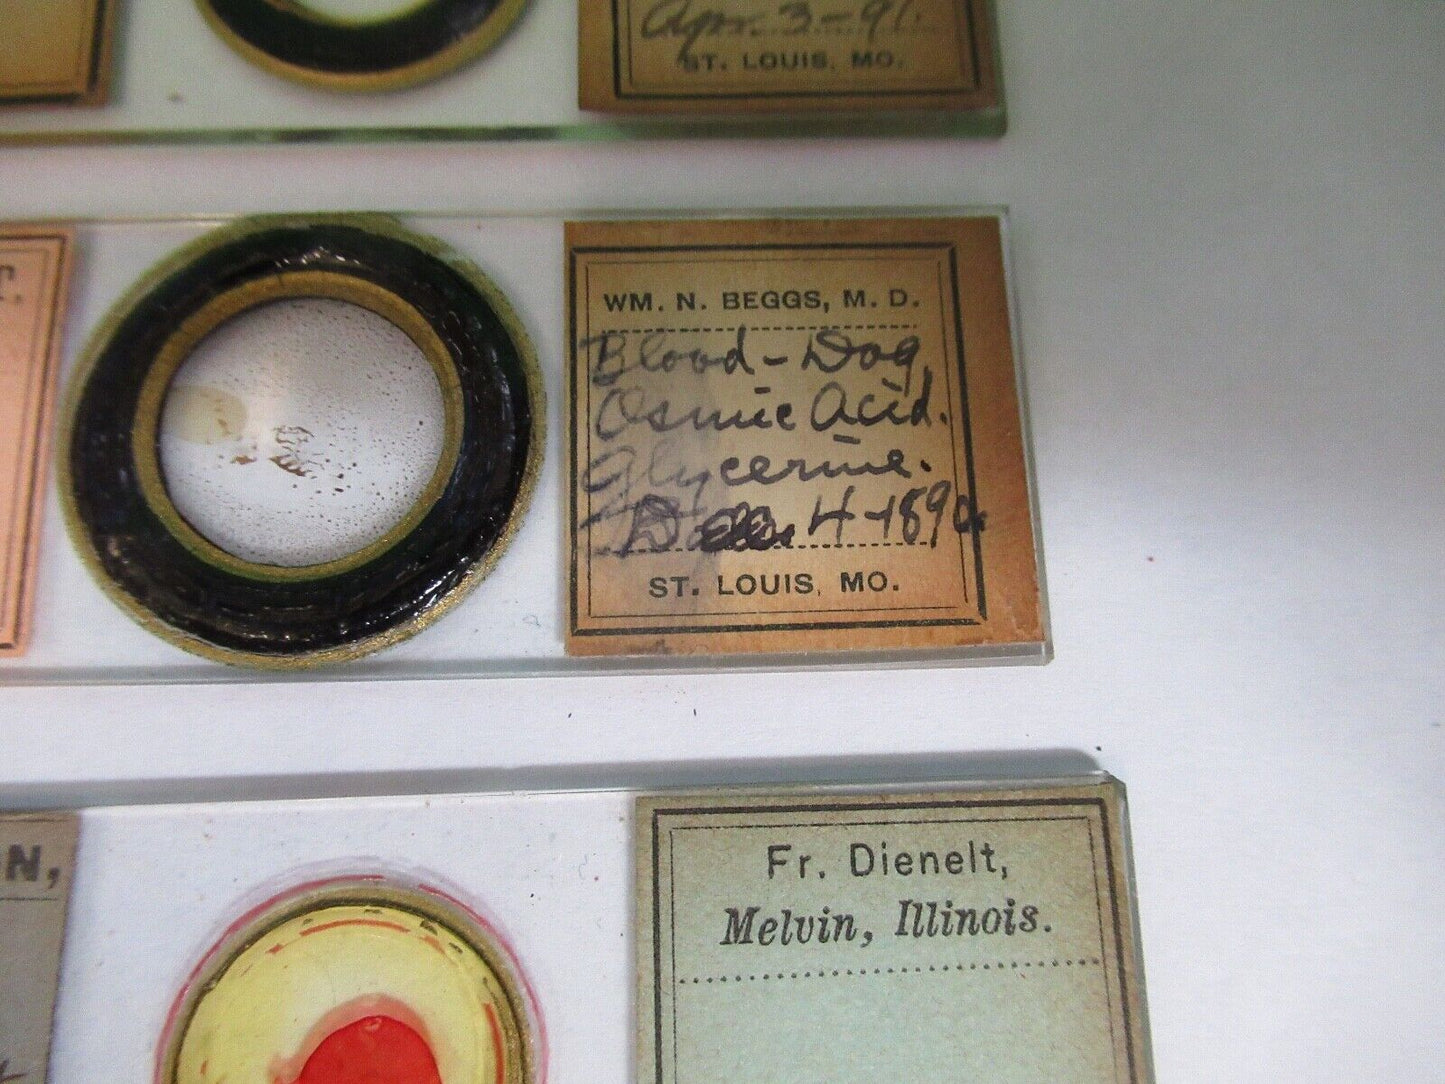 Apr. 3-91.
ST. LOUIS, MO.
T.
WM. N. BEGGS, M. D.
Blood - Dog
Osmic Acid.
Glycerine.
4-1890.
ST. LOUIS, MO.
N,
Fr. Dienelt,
Melvin, Illinois.